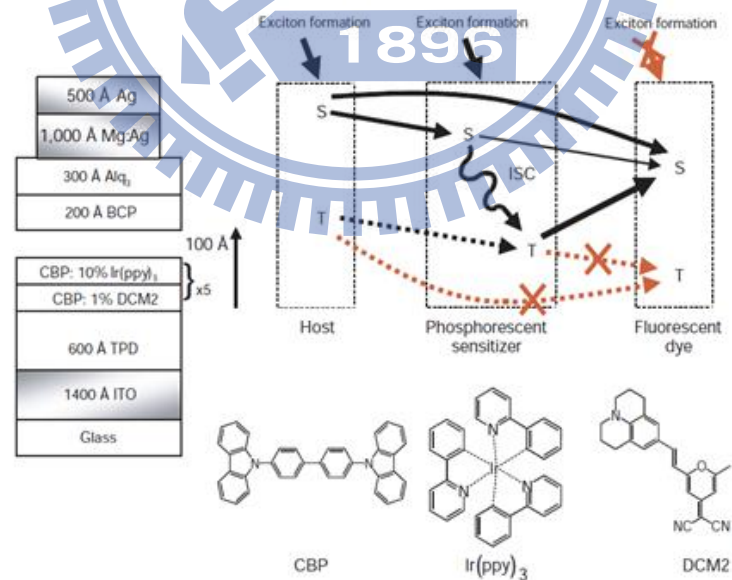 Exciton formation
Exciton formation
Exciton formation
1896
500 Å Ag
1,000 Å Mg:Ag
300 Å Alq₃
200 BCP
CBP: 10% Ir(ppy)₃
CBP: 1% DCM2
x5
100 Å
600 Å TPD
1400 Å ITO
Glass
S
T
Host
S
ISC
T
Phosphorescent
sensitizer
S
T
Fluorescent
dye
N
N
CBP
N
N
N
Ir
Ir(ppy)₃
N
O
NC
CN
DCM2